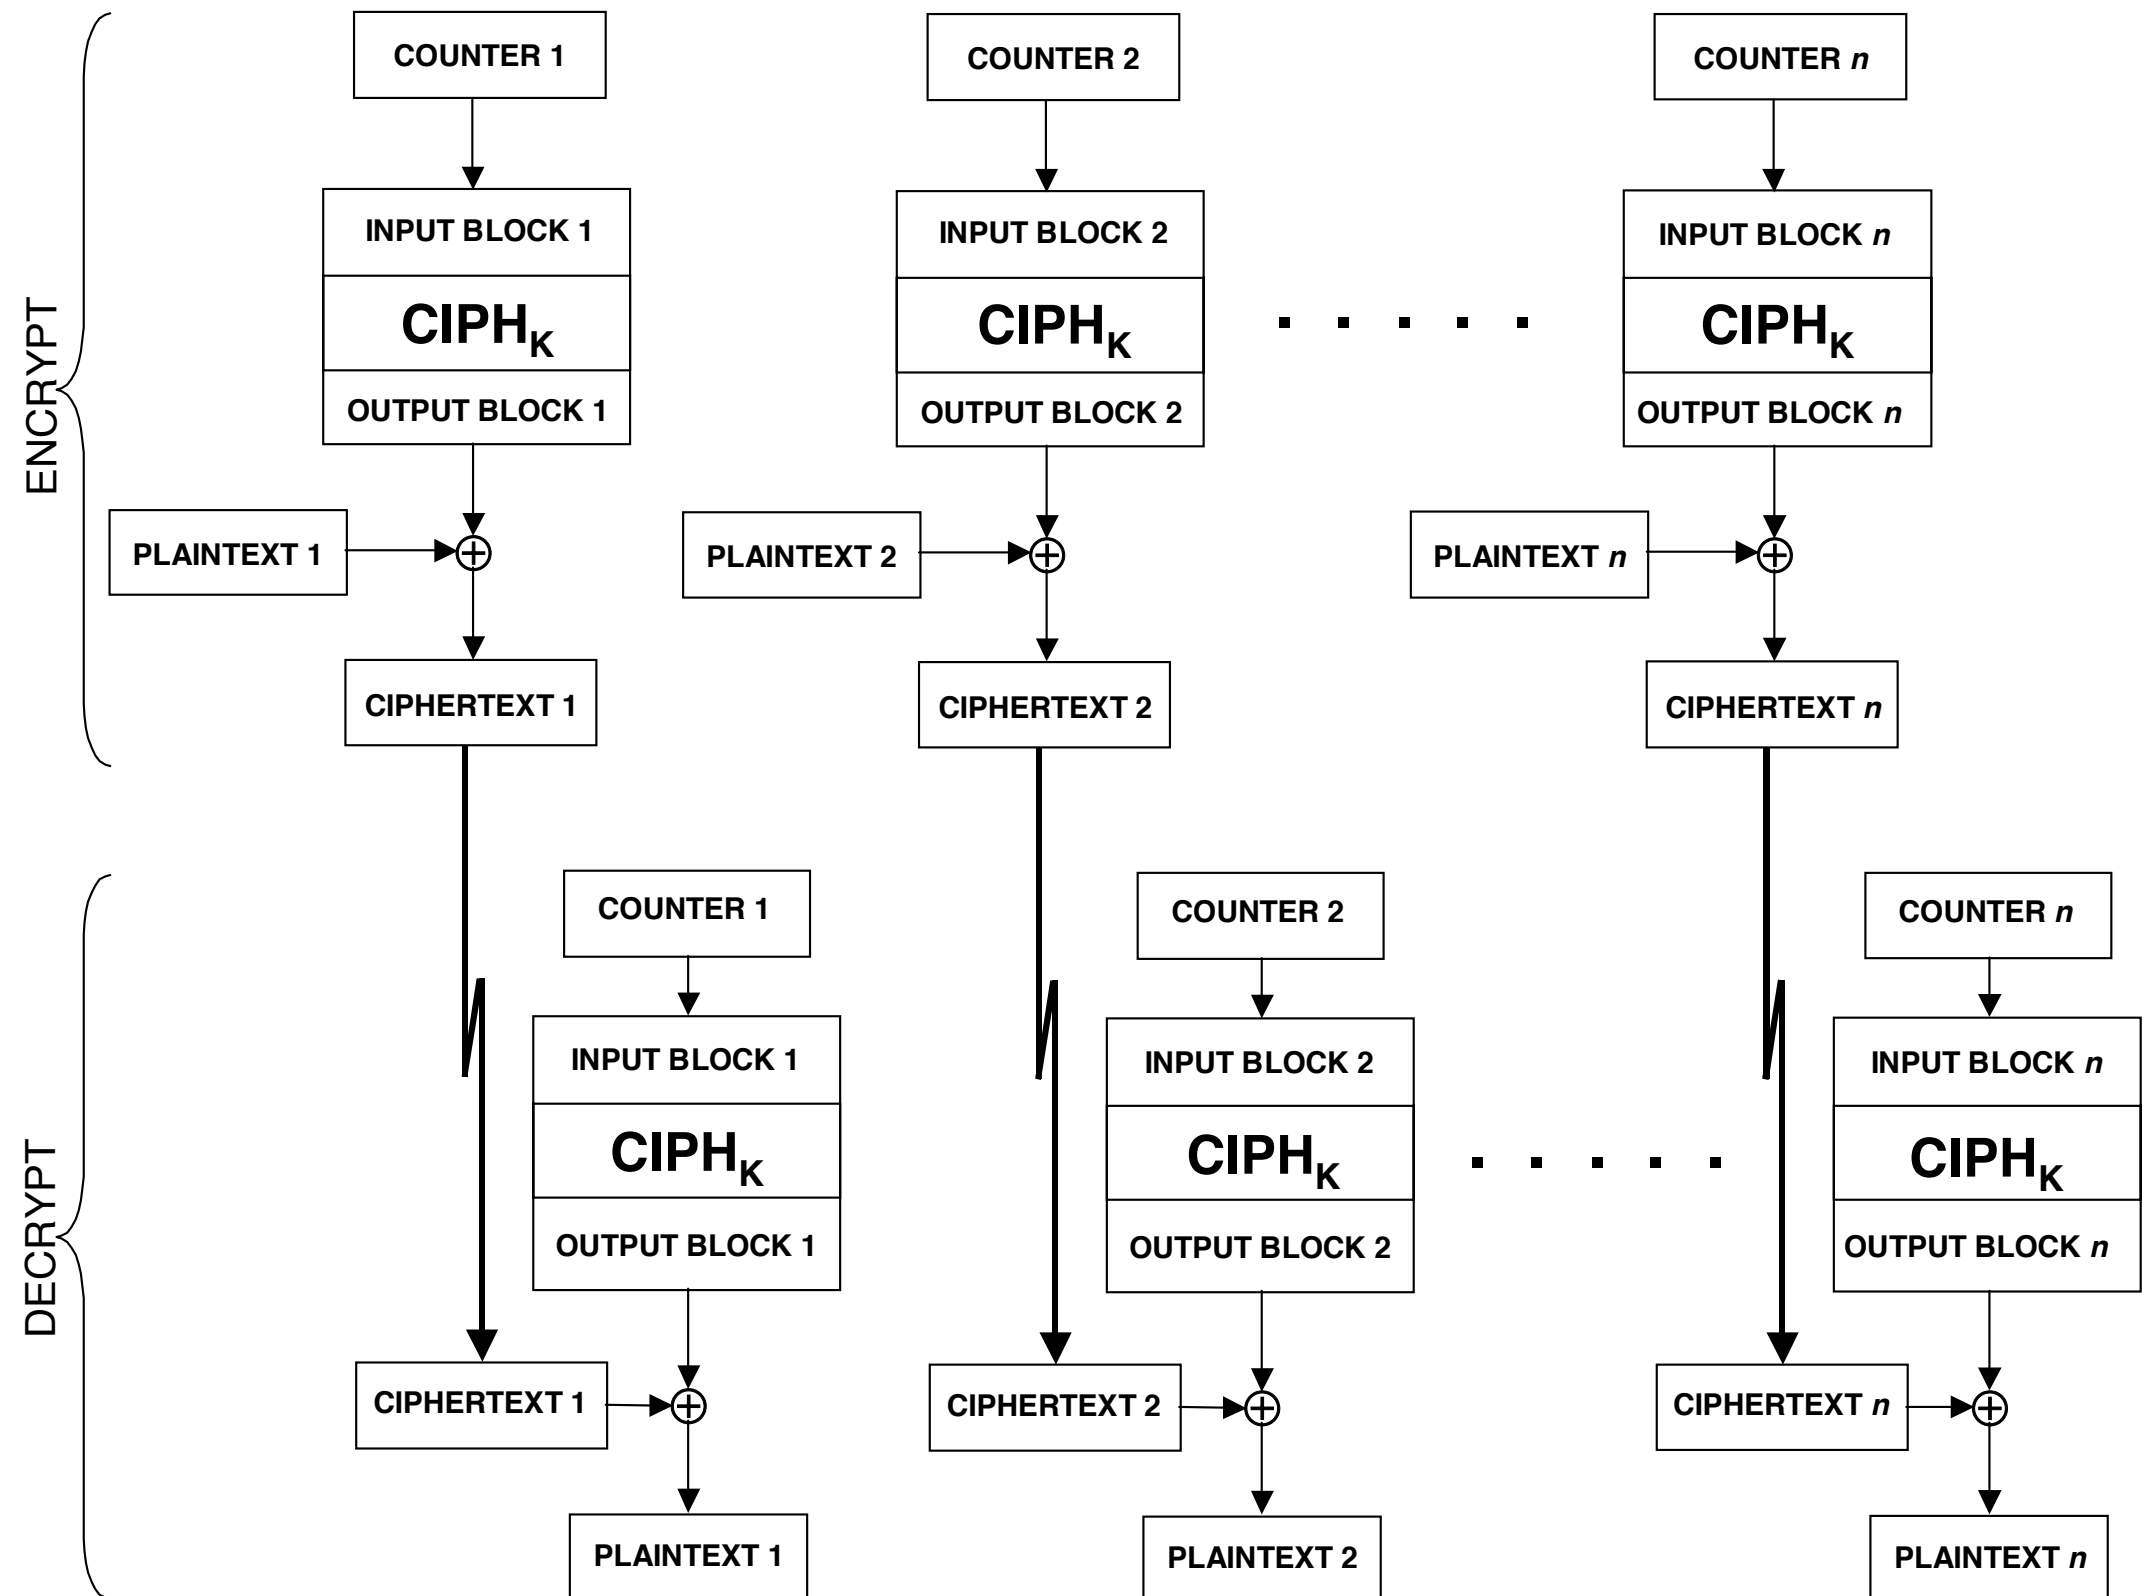 ENCRYPT
COUNTER 1
COUNTER 2
COUNTER n
INPUT BLOCK 1
INPUT BLOCK 2
INPUT BLOCK n
CIPHK
CIPHK
CIPHK
OUTPUT BLOCK 1
OUTPUT BLOCK 2
OUTPUT BLOCK n
PLAINTEXT 1
PLAINTEXT 2
PLAINTEXT n
CIPHERTEXT 1
CIPHERTEXT 2
CIPHERTEXT n
DECRYPT
COUNTER 1
COUNTER 2
COUNTER n
INPUT BLOCK 1
INPUT BLOCK 2
INPUT BLOCK n
CIPHK
CIPHK
CIPHK
OUTPUT BLOCK 1
OUTPUT BLOCK 2
OUTPUT BLOCK n
CIPHERTEXT 1
CIPHERTEXT 2
CIPHERTEXT n
PLAINTEXT 1
PLAINTEXT 2
PLAINTEXT n